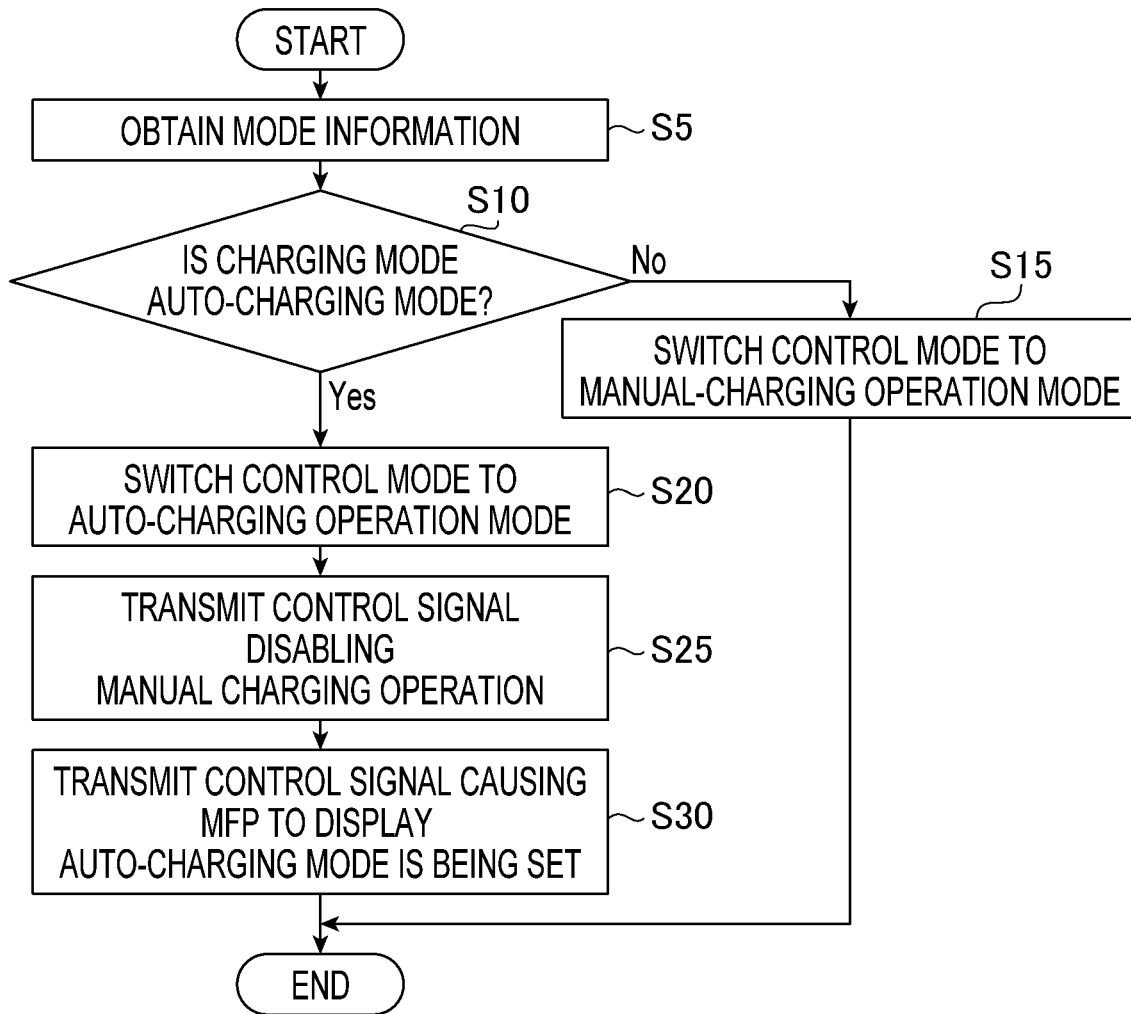 START
OBTAIN MODE INFORMATION
S5
S10
IS CHARGING MODE
AUTO-CHARGING MODE?
No
Yes
S15
SWITCH CONTROL MODE TO
MANUAL-CHARGING OPERATION MODE
SWITCH CONTROL MODE TO
AUTO-CHARGING OPERATION MODE
S20
TRANSMIT CONTROL SIGNAL
DISABLING
MANUAL CHARGING OPERATION
S25
TRANSMIT CONTROL SIGNAL CAUSING
MFP TO DISPLAY
AUTO-CHARGING MODE IS BEING SET
S30
END